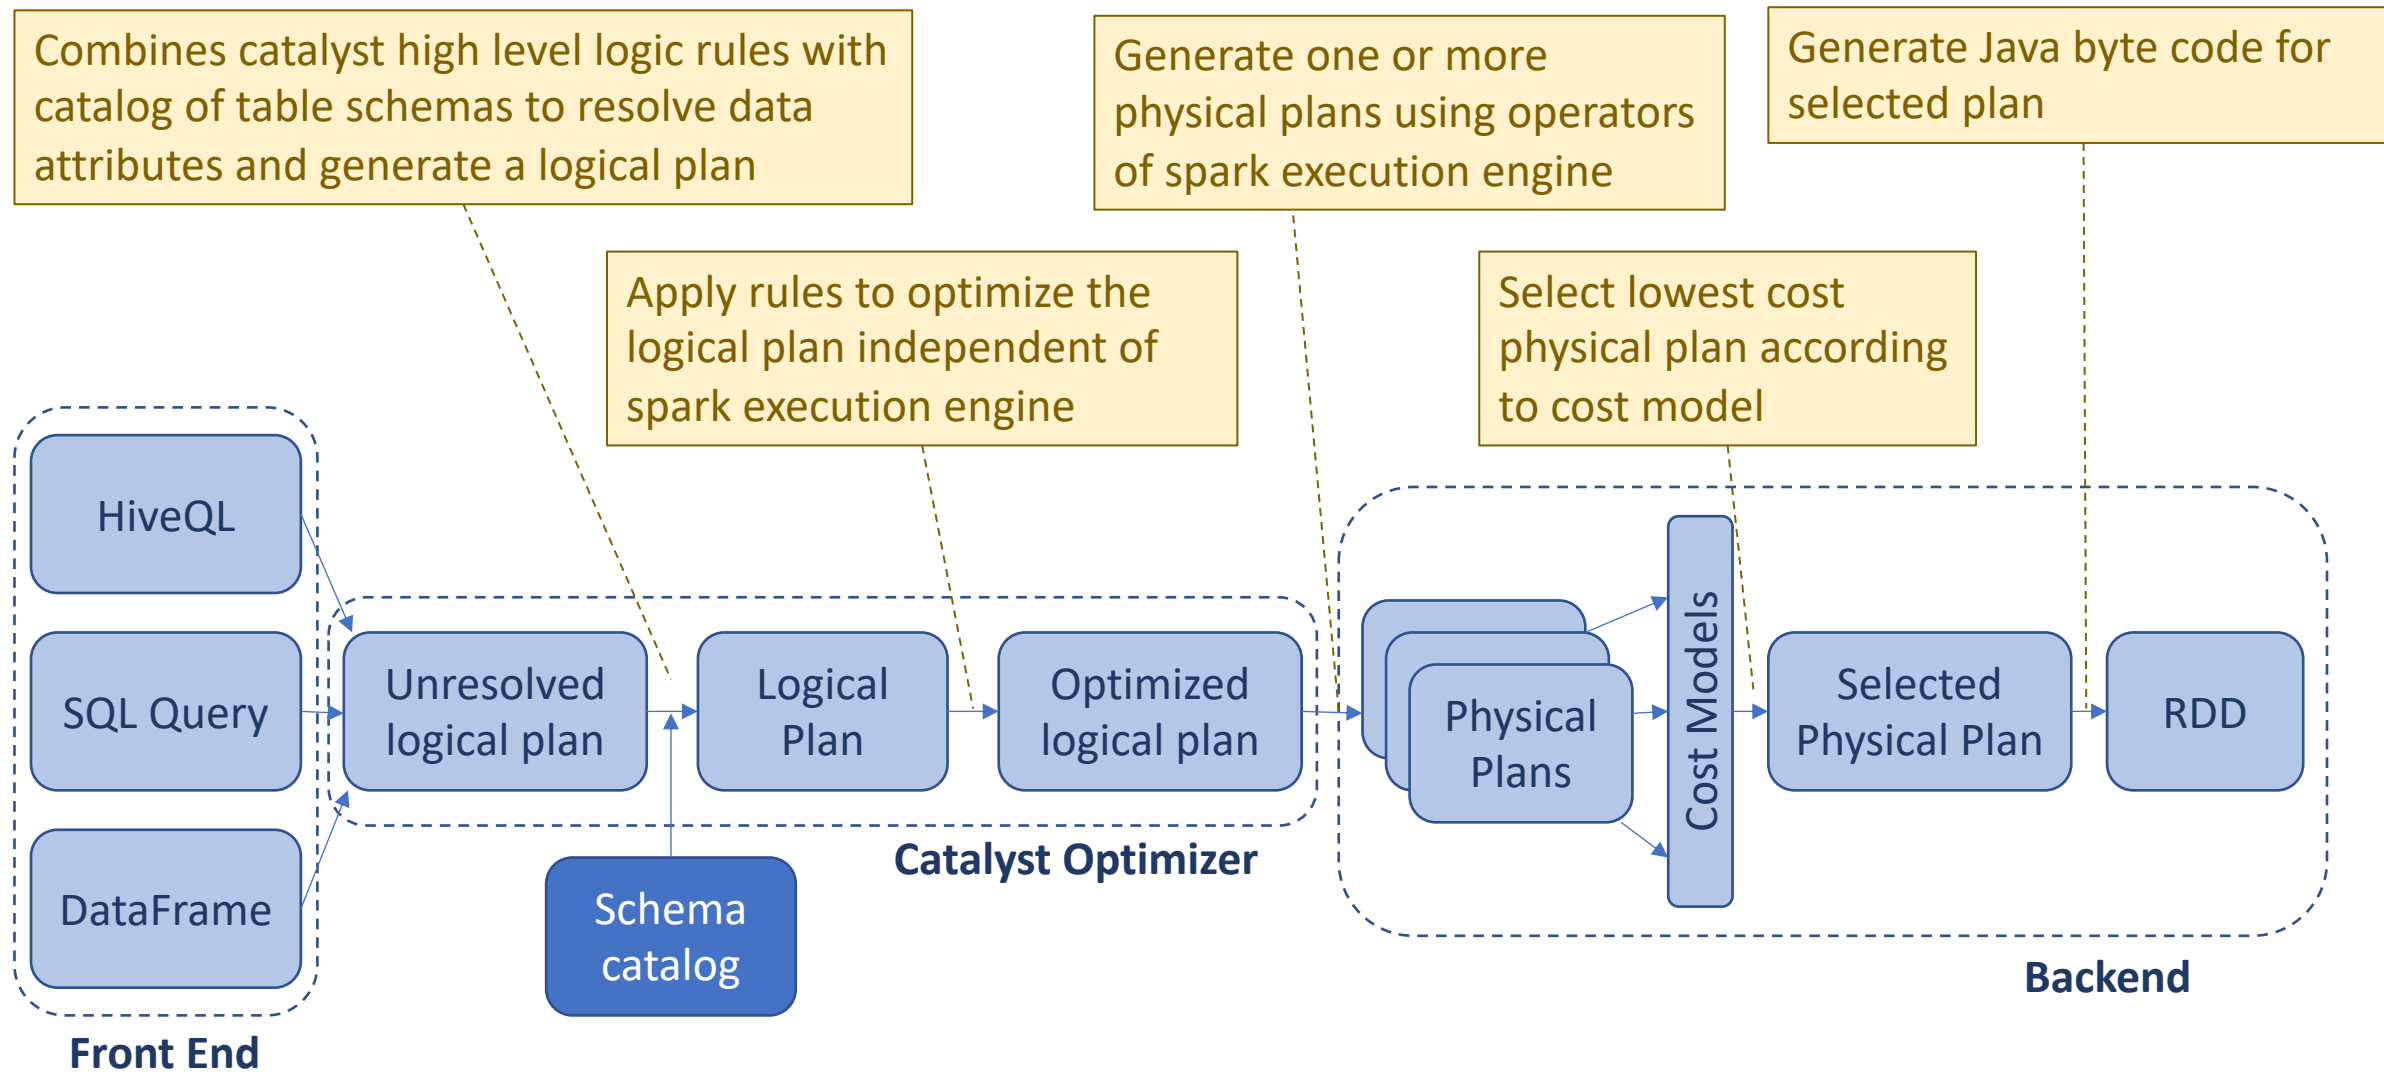 Combines catalyst high level logic rules with
catalog of table schemas to resolve data
attributes and generate a logical plan
Generate one or more
physical plans using operators
of spark execution engine
Generate Java byte code for
selected plan
Apply rules to optimize the
logical plan independent of
spark execution engine
Select lowest cost
physical plan according
to cost model
HiveQL
SQL Query
DataFrame
Front End
Unresolved
logical plan
Logical
Plan
Optimized
logical plan
Catalyst Optimizer
Schema
catalog
Physical
Plans
Cost Models
Selected
Physical Plan
RDD
Backend